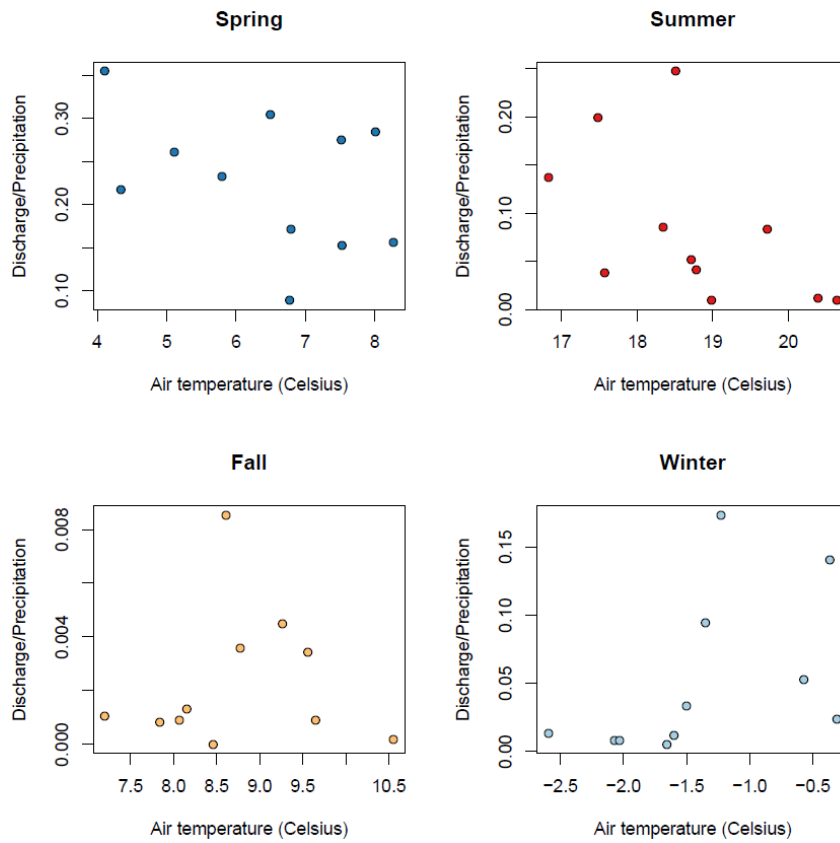 Spring
Discharge/Precipitation
0.30
0.20
0.10
4 5 6 7 8
Air temperature (Celsius)
Summer
Discharge/Precipitation
0.20
0.10
0.00
17 18 19 20
Air temperature (Celsius)
Fall
Discharge/Precipitation
0.008
0.004
0.000
7.5 8.0 8.5 9.0 9.5 10.5
Air temperature (Celsius)
Winter
Discharge/Precipitation
0.15
0.10
0.05
0.00
−2.5 −2.0 −1.5 −1.0 −0.5
Air temperature (Celsius)